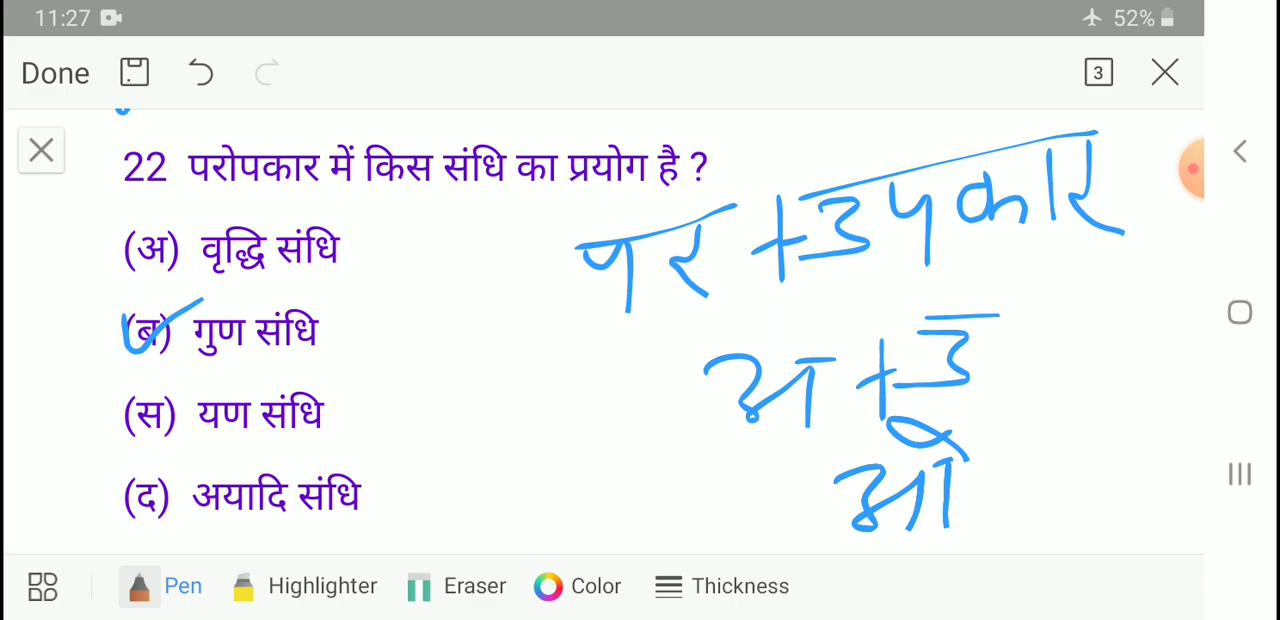 11:27 52%
Done 3
22 परोपकार में किस संधि का प्रयोग है ?
पर + उपकार
(अ) वृद्धि संधि
(ब) गुण संधि
अ + उ
(स) यण संधि
ओ
(द) अयादि संधि
Pen Highlighter Eraser Color Thickness